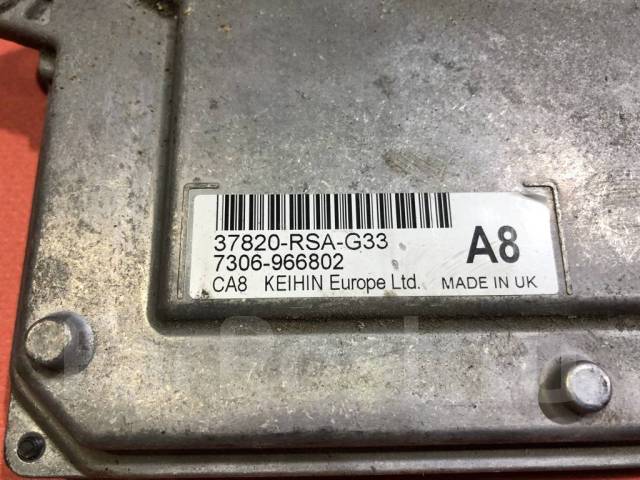 37820-RSA-G33
7306-966802
A8
CA8 KEIHIN Europe Ltd. MADE IN UK